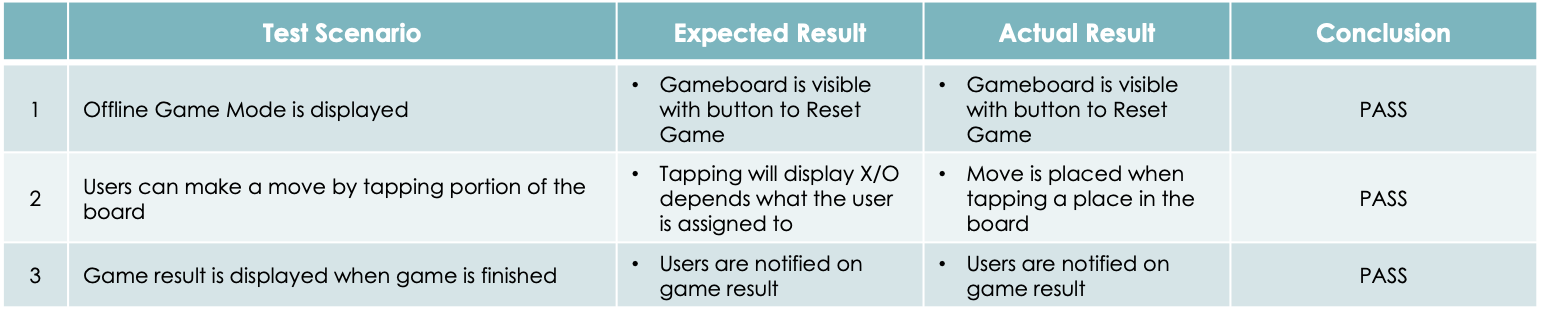 Test Scenario Expected Result Actual Result Conclusion
1 Offline Game Mode is displayed
• Gameboard is visible
with button to Reset
Game
• Gameboard is visible
with button to Reset
Game
PASS
2 Users can make a move by tapping portion of the
board
• Tapping will display X/O
depends what the user
is assigned to
• Move is placed when
tapping a place in the
board
PASS
3 Game result is displayed when game is finished
• Users are notified on
game result
• Users are notified on
game result
PASS